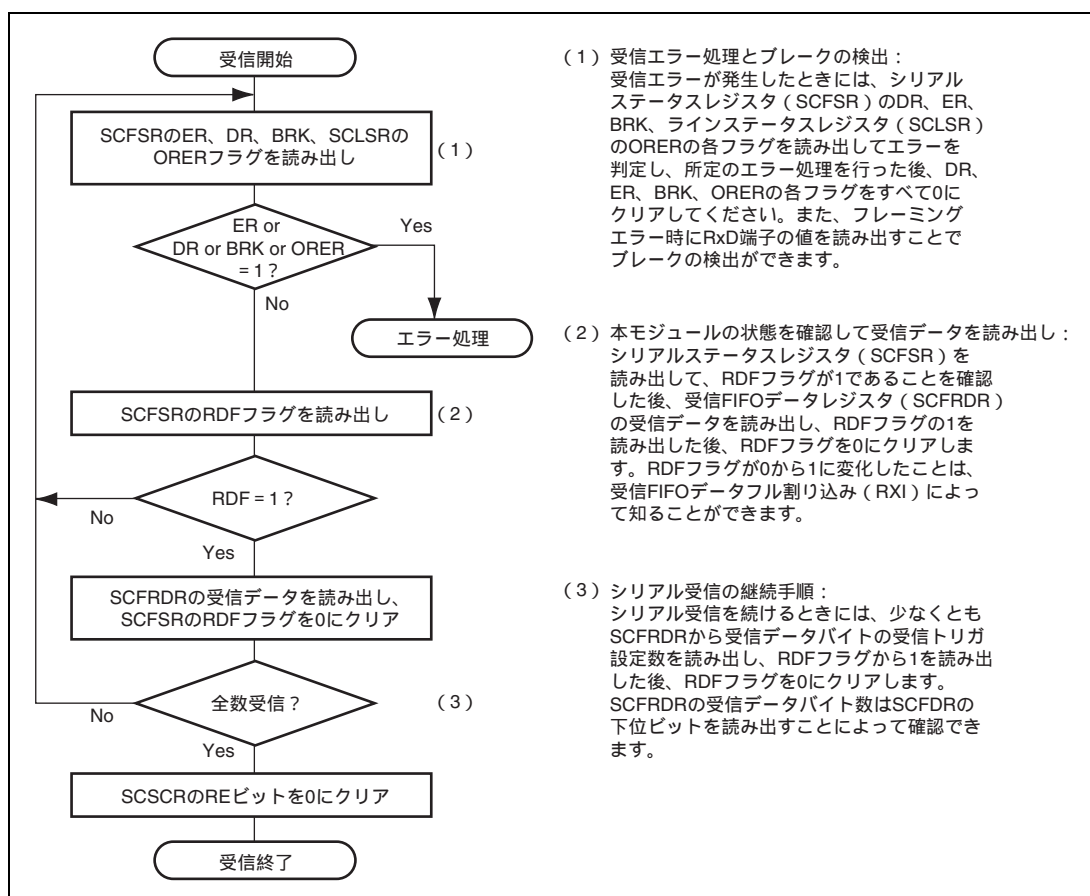 受信開始
SCFSRのER、DR、BRK、SCLSRの
ORERフラグを読み出し
(1)
ER or
DR or BRK or ORER
= 1?
Yes
No
エラー処理
SCFSRのRDFフラグを読み出し
(2)
RDF = 1?
No
Yes
SCFRDRの受信データを読み出し、
SCFSRのRDFフラグを0にクリア
全数受信?
(3)
No
Yes
SCSCRのREビットを0にクリア
受信終了
(1)受信エラー処理とブレークの検出:
受信エラーが発生したときには、シリアル
ステータスレジスタ(SCFSR)のDR、ER、
BRK、ラインステータスレジスタ(SCLSR)
のORERの各フラグを読み出してエラーを
判定し、所定のエラー処理を行った後、DR、
ER、BRK、ORERの各フラグをすべて0に
クリアしてください。また、フレーミング
エラー時にRxD端子の値を読み出すことで
ブレークの検出ができます。
(2)本モジュールの状態を確認して受信データを読み出し:
シリアルステータスレジスタ(SCFSR)を
読み出して、RDFフラグが1であることを確認
した後、受信FIFOデータレジスタ(SCFRDR)
の受信データを読み出し、RDFフラグの1を
読み出した後、RDFフラグを0にクリアしま
す。RDFフラグが0から1に変化したことは、
受信FIFOデータフル割り込み(RXI)によっ
て知ることができます。
(3)シリアル受信の継続手順:
シリアル受信を続けるときには、少なくとも
SCFRDRから受信データバイトの受信トリガ
設定数を読み出し、RDFフラグから1を読み出
した後、RDFフラグを0にクリアします。
SCFRDRの受信データバイト数はSCFDRの
下位ビットを読み出すことによって確認でき
ます。